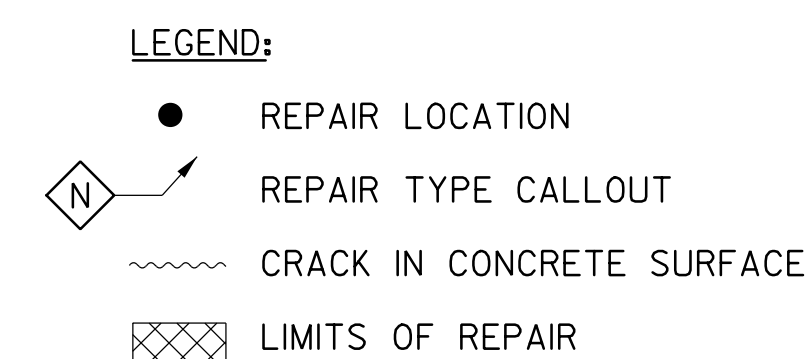 LEGEND:
REPAIR LOCATION
N REPAIR TYPE CALLOUT
CRACK IN CONCRETE SURFACE
LIMITS OF REPAIR